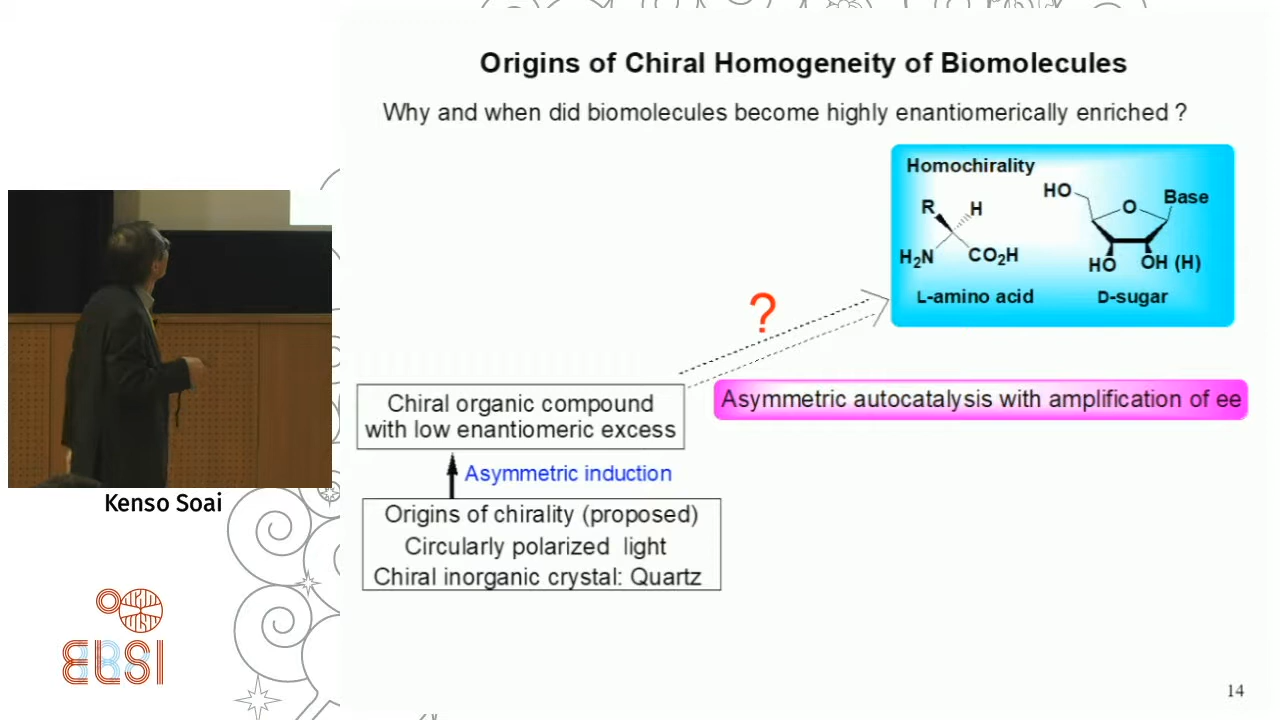 Origins of Chiral Homogeneity of Biomolecules
Why and when did biomolecules become highly enantiomerically enriched ?
Homochirality
R
H
H₂N
CO₂H
L-amino acid
HO
O
Base
HO
OH (H)
D-sugar
?
Asymmetric autocatalysis with amplification of ee
Chiral organic compound
with low enantiomeric excess
Asymmetric induction
Origins of chirality (proposed)
Circularly polarized light
Chiral inorganic crystal: Quartz
Kenso Soai
ELSI
14